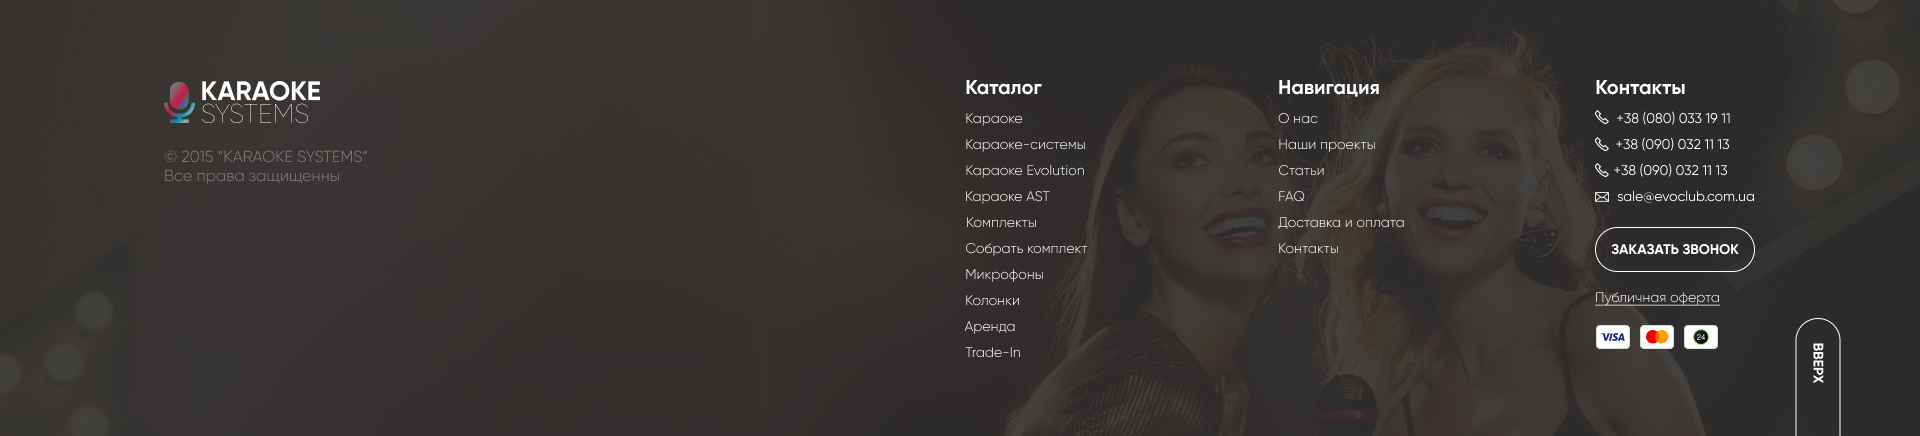 KARAOKE
SYSTEMS
© 2015 "KARAOKE SYSTEMS"
Все права защищенны
Каталог
Караоке
Караоке-системы
Караоке Evolution
Караоке AST
Комплекты
Собрать комплект
Микрофоны
Колонки
Аренда
Trade-In
Навигация
О нас
Наши проекты
Статьи
FAQ
Доставка и оплата
Контакты
Контакты
+38 (080) 033 19 11
+38 (090) 032 11 13
+38 (090) 032 11 13
sale@evoclub.com.ua
ЗАКАЗАТЬ ЗВОНОК
Публичная оферта
VISA
24
ВВЕРХ